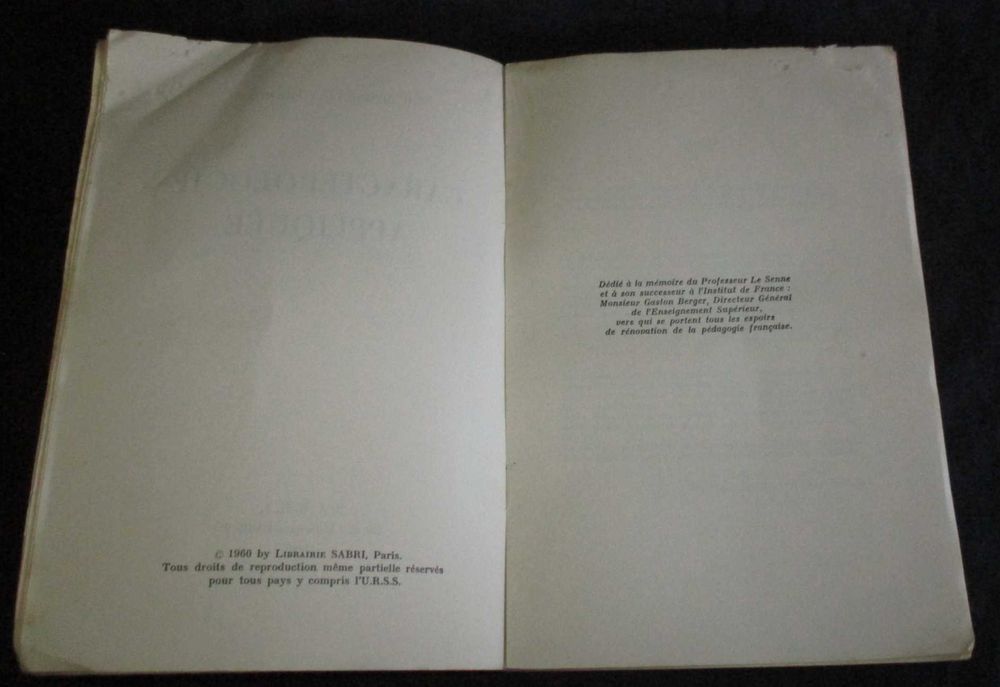 © 1960 by LIBRAIRIE SABRI, Paris.
Tous droits de reproduction même partielle réservés
pour tous pays y compris l'U.R.S.S.
Dédié à la mémoire du Professeur Le Senne
et à son successeur à l'Institut de France :
Monsieur Gaston Berger, Directeur Général
de l'Enseignement Supérieur,
vers qui se portent tous les espoirs
de rénovation de la pédagogie française.